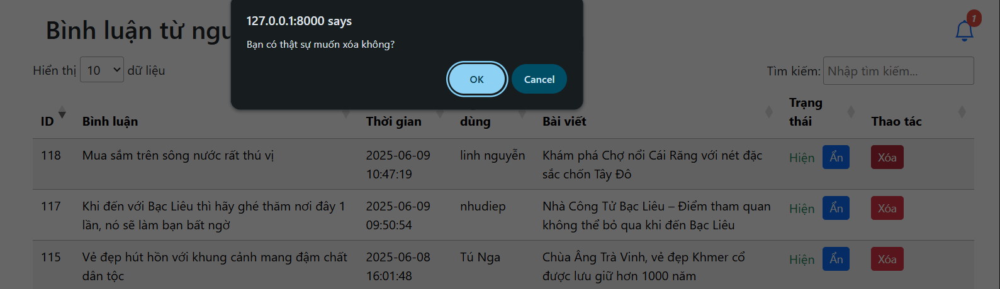 127.0.0.1:8000 says
Bạn có thật sự muốn xóa không?
OK
Cancel
Bình luận từ
1
Hiển thị 10 dữ liệu
Tìm kiếm: Nhập tìm kiếm...
ID
Bình luận
Thời gian
dùng
Bài viết
Trạng
thái
Thao tác
118
Mua sắm trên sông nước rất thú vị
2025-06-09
10:47:19
linh nguyễn
Khám phá Chợ nổi Cái Răng với nét đặc
sắc chốn Tây Đô
Hiện
Ẩn
Xóa
117
Khi đến với Bạc Liêu thì hãy ghé thăm nơi đây 1
lần, nó sẽ làm bạn bất ngờ
2025-06-09
09:50:54
nhudiep
Nhà Công Tử Bạc Liêu – Điểm tham quan
không thể bỏ qua khi đến Bạc Liêu
Hiện
Ẩn
Xóa
115
Vẻ đẹp hút hồn với khung cảnh mang đậm chất
dân tộc
2025-06-08
16:01:48
Tú Nga
Chùa Âng Trà Vinh, vẻ đẹp Khmer cổ
được lưu giữ hơn 1000 năm
Hiện
Ẩn
Xóa